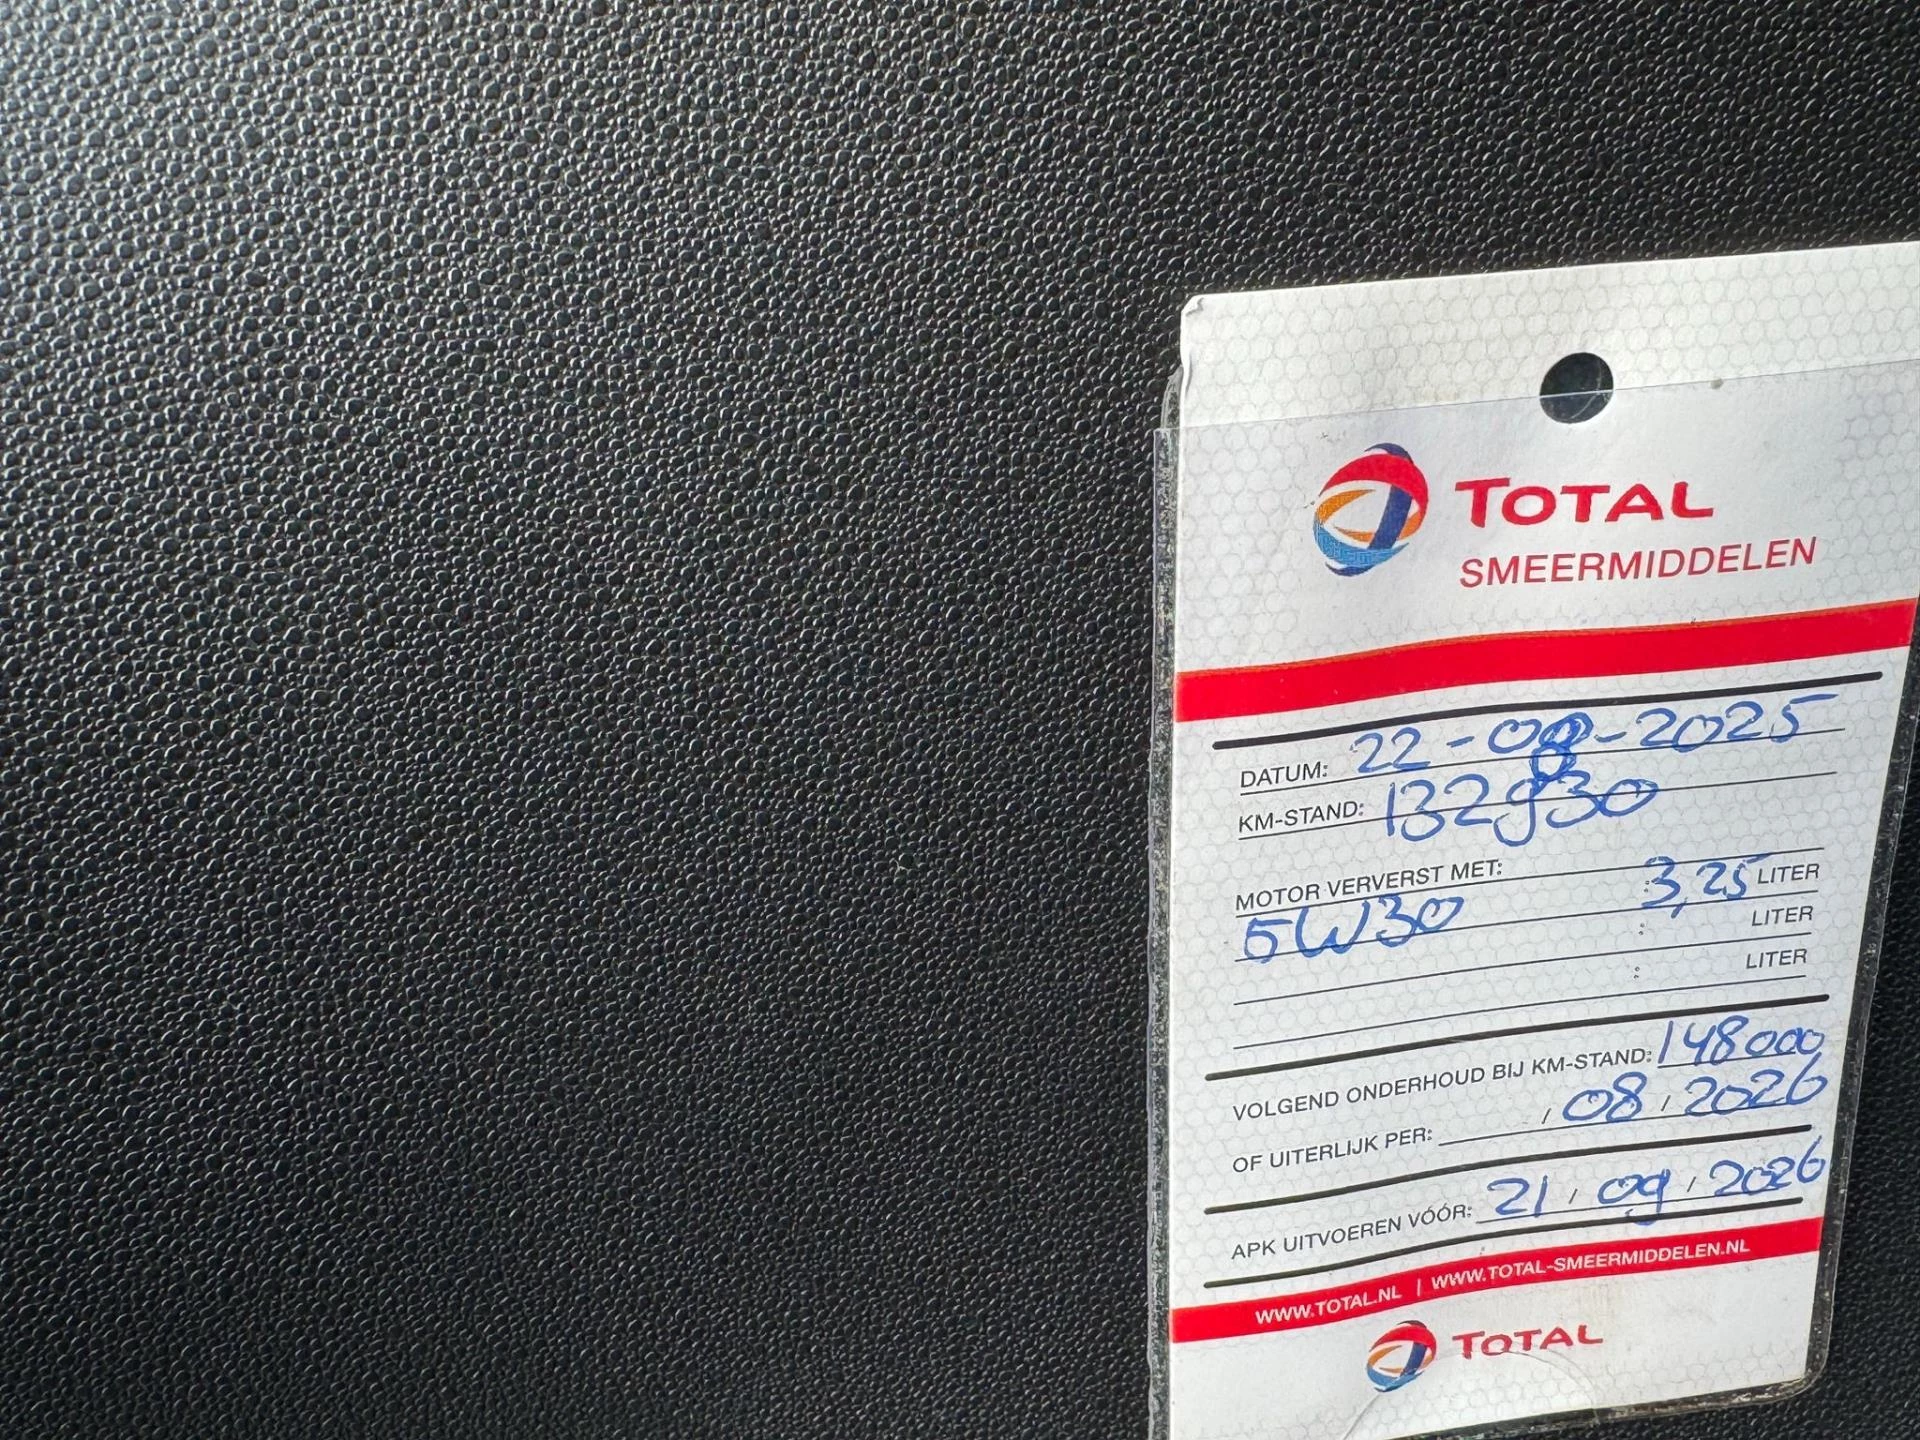 TOTAL
SMEERMIDDELEN
DATUM: 22-08-2025
KM-STAND: 132930
MOTOR VERVERST MET:
5W30 : 3,25 LITER
: LITER
: LITER
VOLGEND ONDERHOUD BIJ KM-STAND: 148000
OF UITERLIJK PER: / 08 / 2026
APK UITVOEREN VÓÓR: 21 / 09 / 2026
WWW.TOTAL.NL | WWW.TOTAL-SMEERMIDDELEN.NL
TOTAL